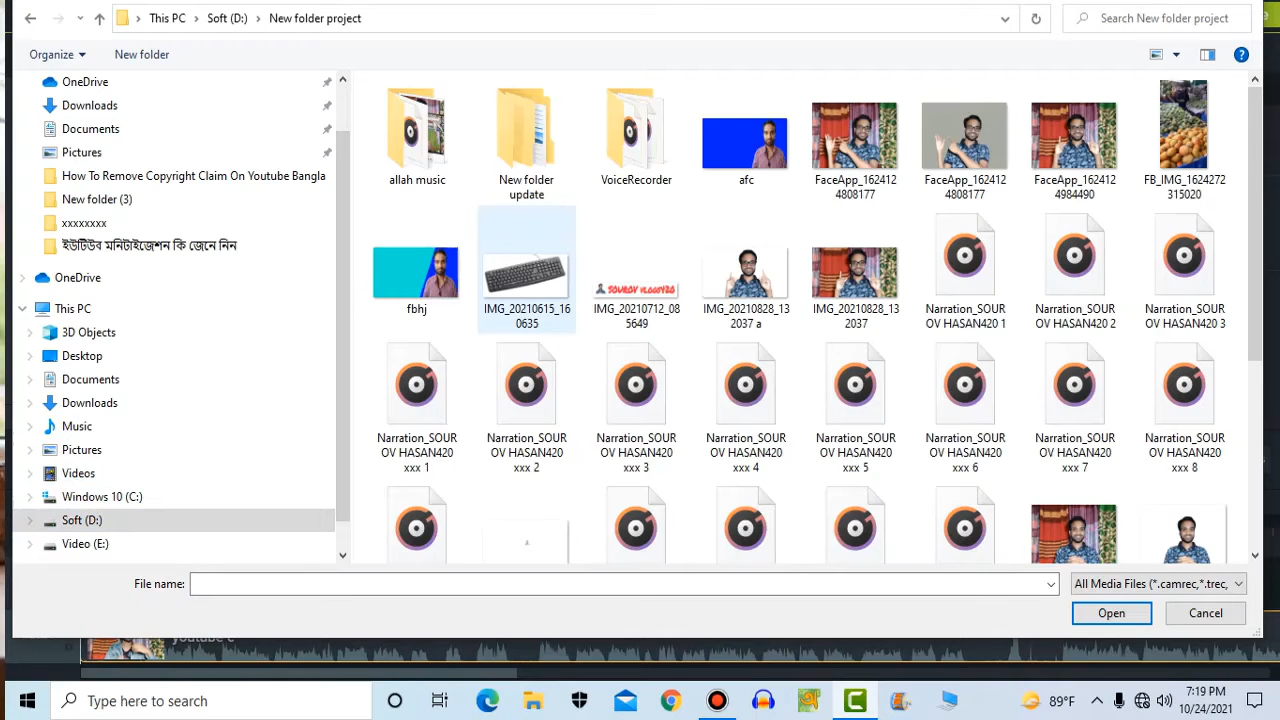 This PC > Soft (D:) > New folder project
Search New folder project
Organize
New folder
OneDrive
Downloads
Documents
Pictures
How To Remove Copyright Claim On Youtube Bangla
New folder (3)
xxxxxxxx
ইউটিউব মনিটাইজেশন কি জেনে নিন
OneDrive
This PC
3D Objects
Desktop
Documents
Downloads
Music
Pictures
Videos
Windows 10 (C:)
Soft (D:)
Video (E:)
allah music
New folder
update
VoiceRecorder
afc
FaceApp_162412
4808177
FaceApp_162412
4808177
FaceApp_162412
4984490
FB_IMG_1624272
315020
fbhj
IMG_20210615_16
0635
SOUROV VLOGS420
IMG_20210712_08
5649
IMG_20210828_13
2037 a
IMG_20210828_13
2037
Narration_SOUR
OV HASAN420 1
Narration_SOUR
OV HASAN420 2
Narration_SOUR
OV HASAN420 3
Narration_SOUR
OV HASAN420
xxx 1
Narration_SOUR
OV HASAN420
xxx 2
Narration_SOUR
OV HASAN420
xxx 3
Narration_SOUR
OV HASAN420
xxx 4
Narration_SOUR
OV HASAN420
xxx 5
Narration_SOUR
OV HASAN420
xxx 6
Narration_SOUR
OV HASAN420
xxx 7
Narration_SOUR
OV HASAN420
xxx 8
File name:
All Media Files (*.camrec,*.trec,
Open
Cancel
Type here to search
89°F
7:19 PM
10/24/2021